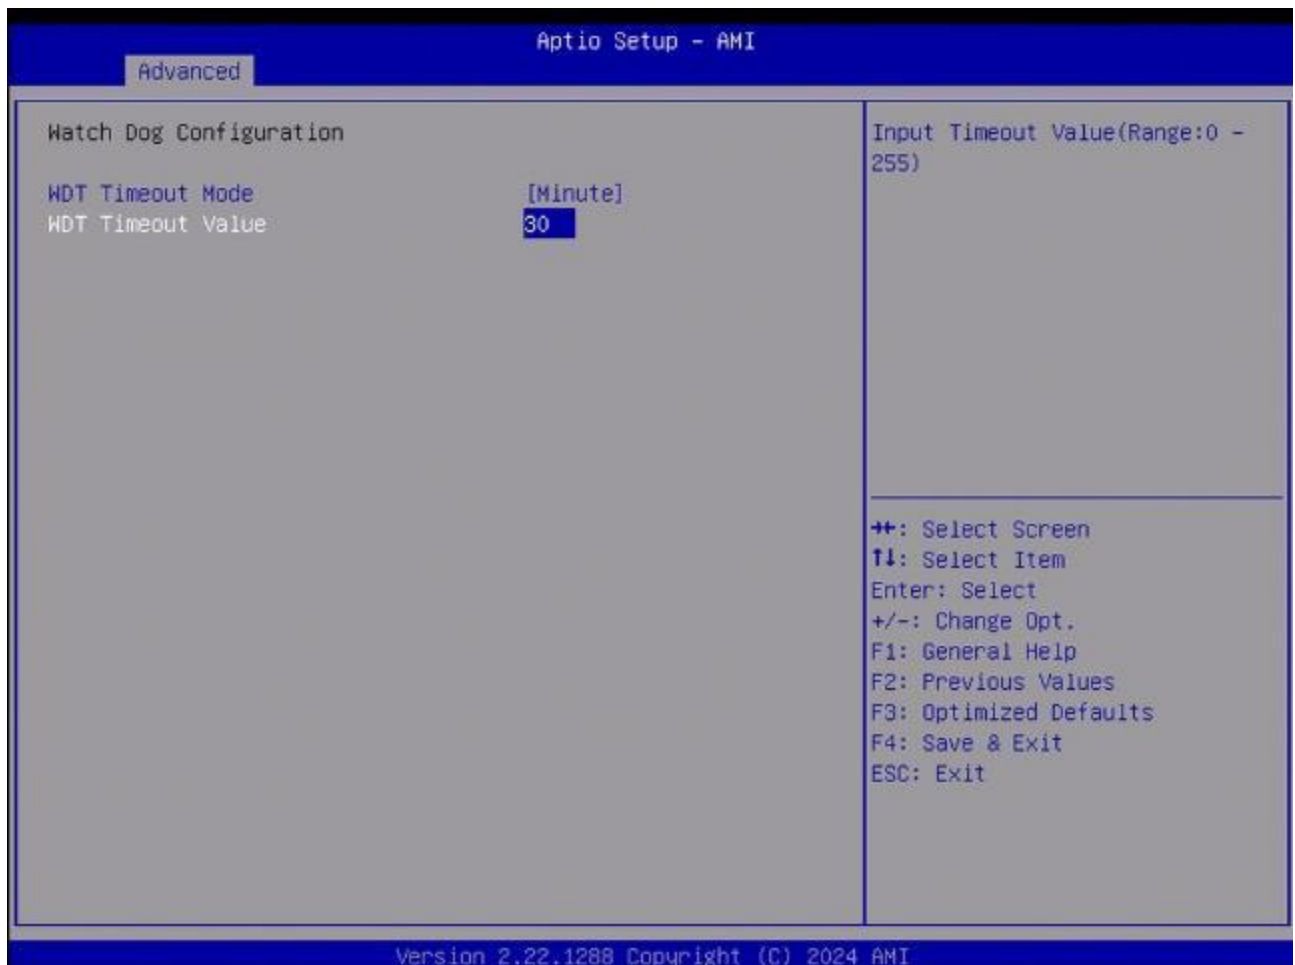 Aptio Setup - AMI
Advanced
Watch Dog Configuration
WDT Timeout Mode [Minute]
WDT Timeout Value 30
Input Timeout Value(Range:0 -
255)
→←: Select Screen
↑↓: Select Item
Enter: Select
+/-: Change Opt.
F1: General Help
F2: Previous Values
F3: Optimized Defaults
F4: Save & Exit
ESC: Exit
Version 2.22.1288 Copyright (C) 2024 AMI